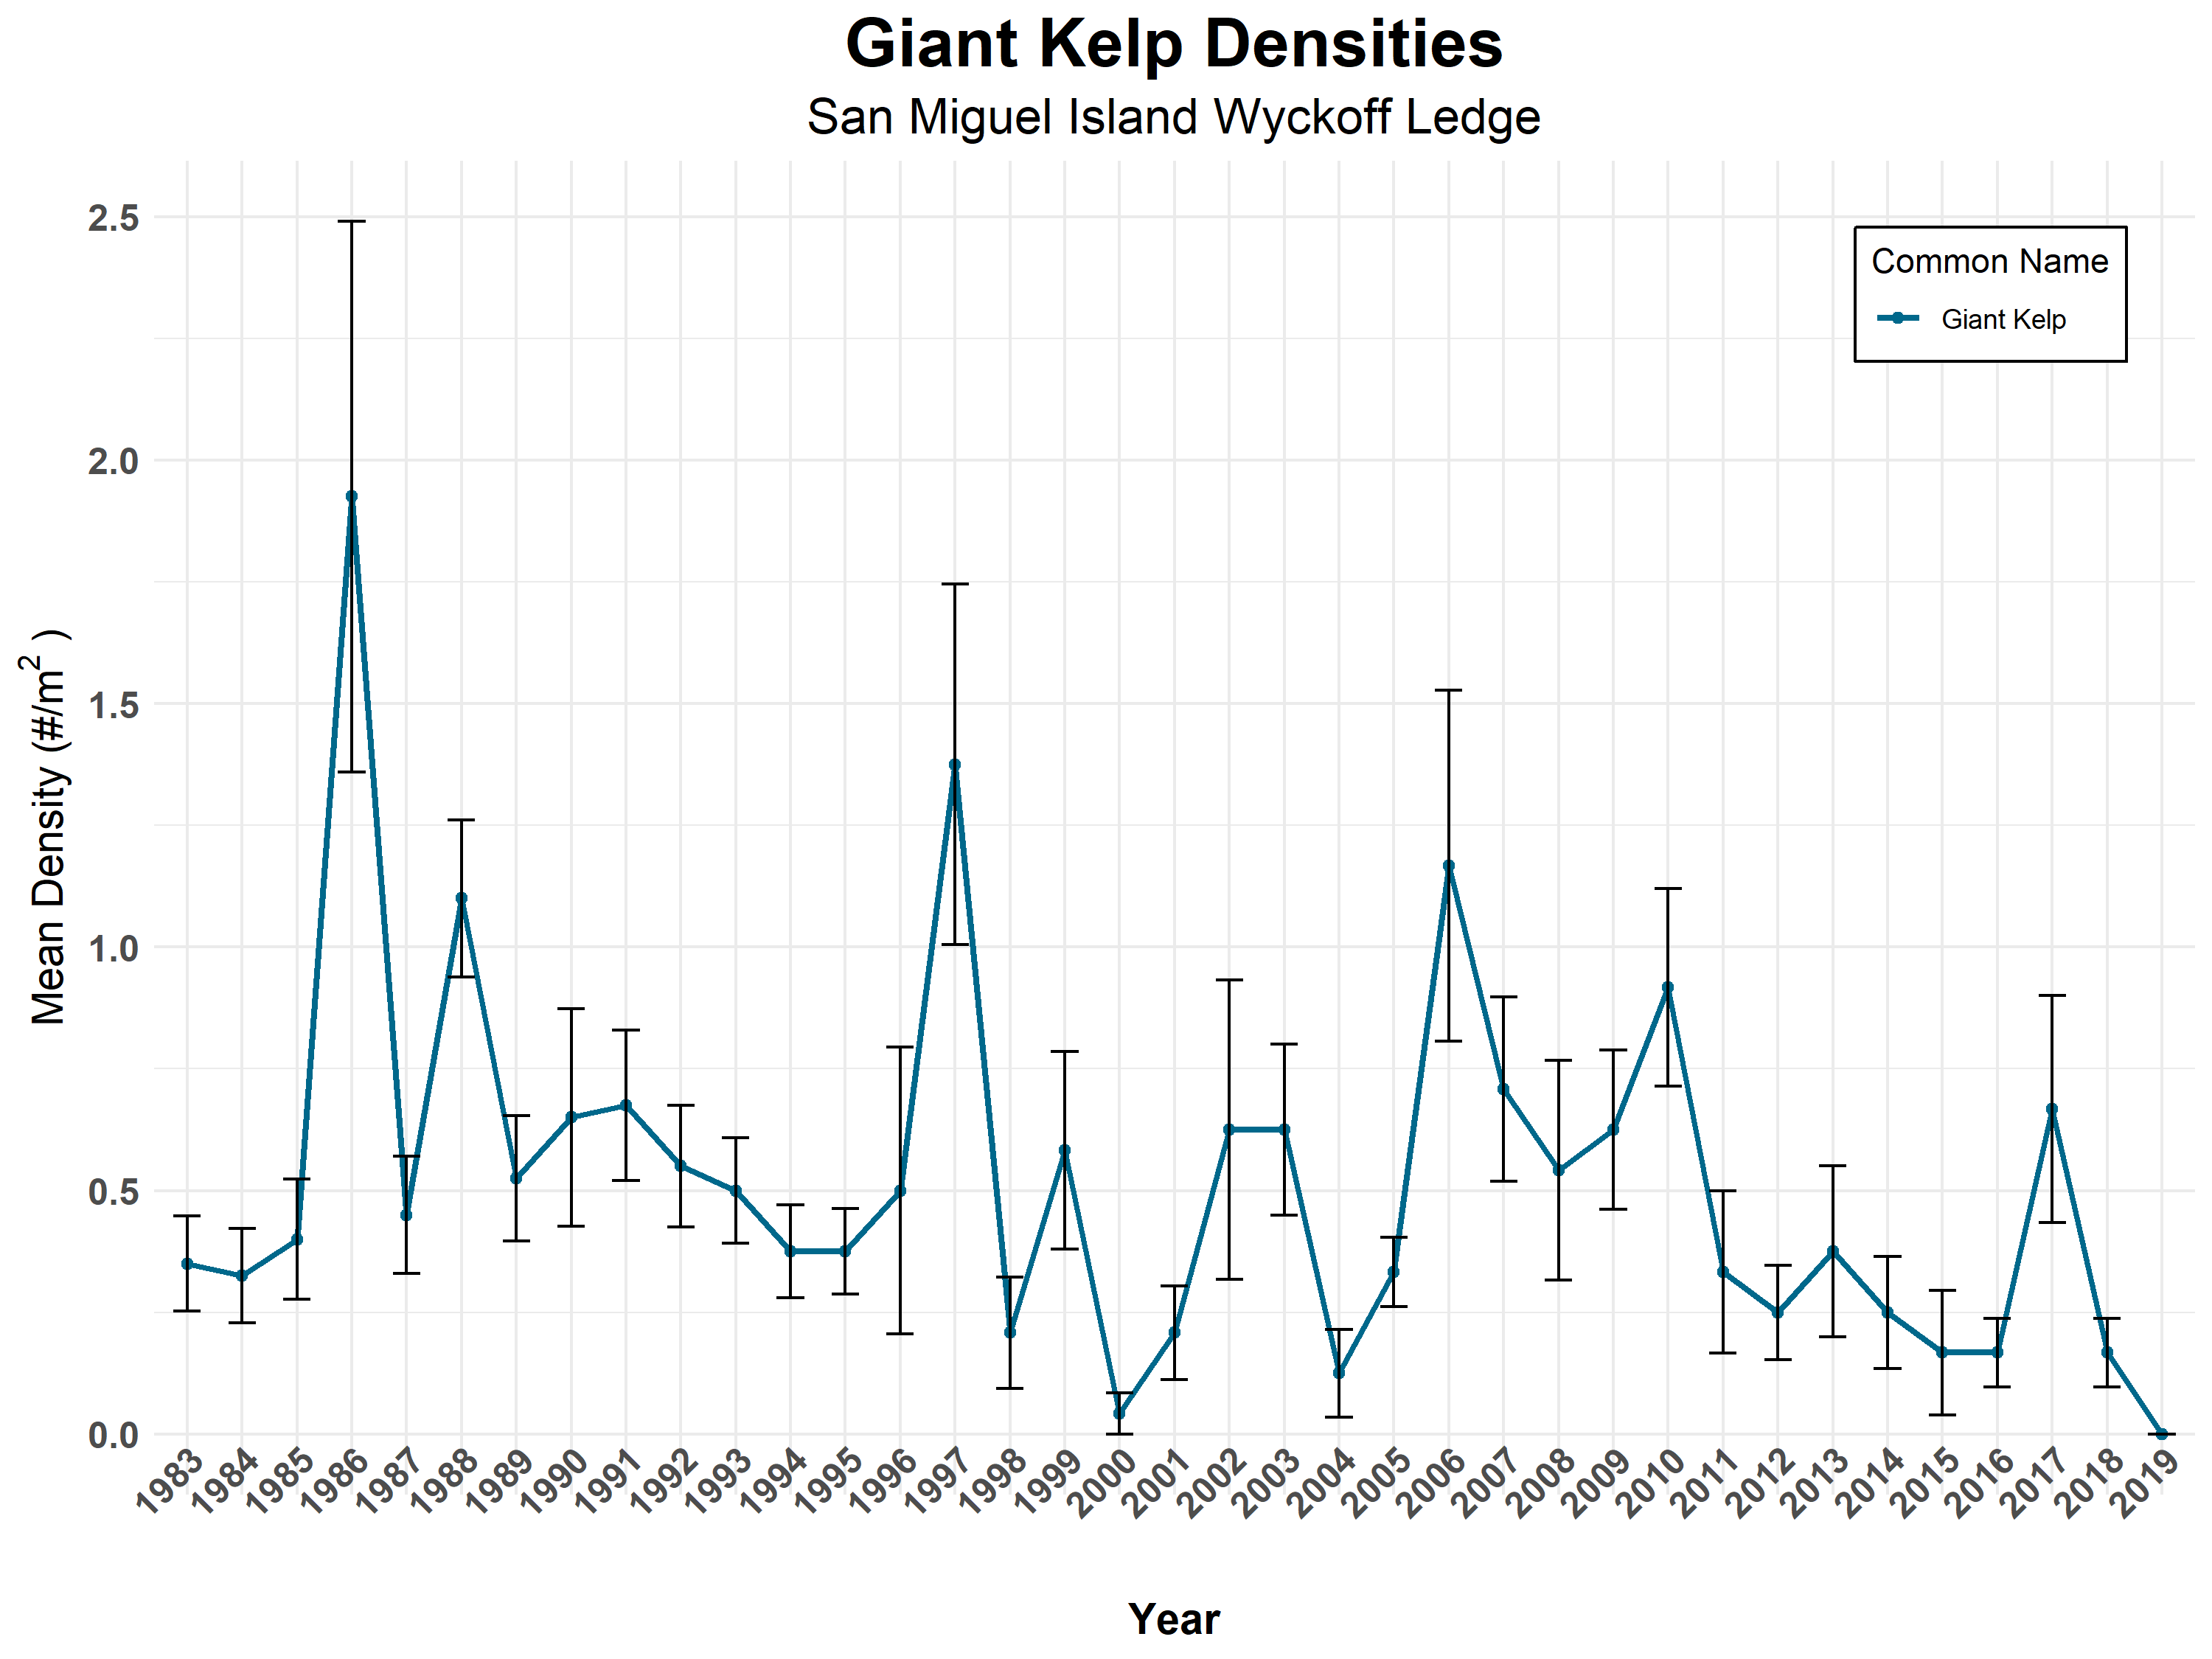 Giant Kelp Densities
San Miguel Island Wyckoff Ledge
Mean Density (#/m²)
2.5
2.0
1.5
1.0
0.5
0.0
Common Name
Giant Kelp
1983 1984 1985 1986 1987 1988 1989 1990 1991 1992 1993 1994 1995 1996 1997 1998 1999 2000 2001 2002 2003 2004 2005 2006 2007 2008 2009 2010 2011 2012 2013 2014 2015 2016 2017 2018 2019
Year